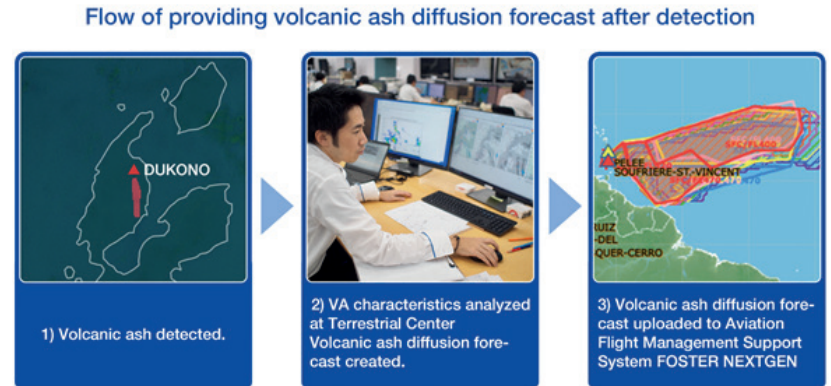 Flow of providing volcanic ash diffusion forecast after detection
DUKONO
PELEE
SOUFRIERE-ST.-VINCENT
SFC/FL400
RUIZ
-DEL
QUER-CERRO
1) Volcanic ash detected.
2) VA characteristics analyzed
at Terrestrial Center
Volcanic ash diffusion fore-
cast created.
3) Volcanic ash diffusion fore-
cast uploaded to Aviation
Flight Management Support
System FOSTER NEXTGEN